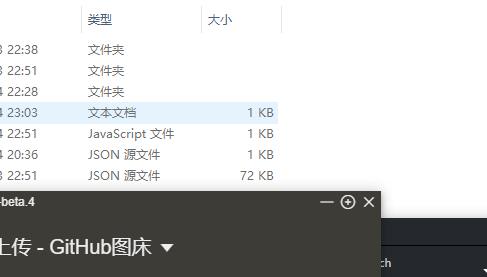 类型 大小
3 22:38 文件夹
3 22:51 文件夹
4 22:28 文件夹
4 23:03 文本文档 1 KB
4 22:51 JavaScript 文件 1 KB
4 20:36 JSON 源文件 1 KB
3 22:51 JSON 源文件 72 KB
-beta.4
上传 - GitHub图床
ch